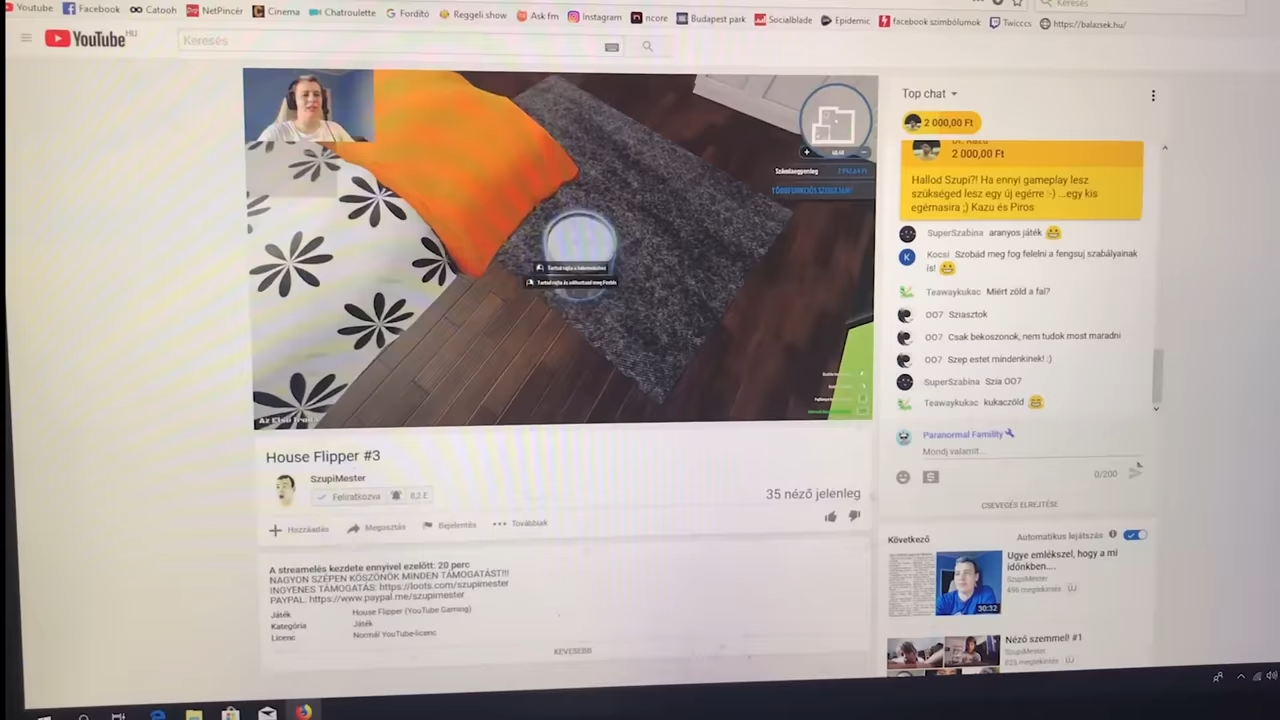 Youtube Facebook Catooh NetPincér Cinema Chatroulette Fordító Reggeli show Ask fm Instagram ncore Budapest park Socialblade Epidemic facebook szimbólumok Twicccs https://balazsek.hu/
Keresés
YouTube HU
Keresés
Top chat
2 000,00 Ft
2 000,00 Ft
Hallod Szupi?! Ha ennyi gameplay lesz
szükséged lesz egy új egérre :-) ...egy kis
egérnasira ;) Kazu és Piros
SuperSzabina aranyos játék
Kocsi Szobád meg fog felelni a fengsuj szabályainak
is!
Teawaykukac Miért zöld a fal?
OO7 Sziasztok
OO7 Csak bekoszonok, nem tudok most maradni
OO7 Szep estet mindenkinek! :)
SuperSzabina Szia OO7
Teawaykukac kukaczöld
Paranormal Famility
Mondj valamit...
0/200
CSEVEGÉS ELREJTÉSE
Számlaegyenleg
House Flipper #3
SzupiMester
Feliratkozva 8,2 E
35 néző jelenleg
Hozzáadás Megosztás Bejelentés Továbbiak
A streamelés kezdete ennyivel ezelőtt: 20 perc
NAGYON SZÉPEN KÖSZÖNÖK MINDEN TÁMOGATÁST!!!
INGYENES TÁMOGATÁS: https://loots.com/szupimester
PAYPAL: https://www.paypal.me/szupimester
Játék House Flipper (YouTube Gaming)
Kategória Játék
Licenc Normál YouTube-licenc
KEVESEBB
Következő Automatikus lejátszás
Ugye emlékszel, hogy a mi
időnkben....
SzupiMester
496 megtekintés ÚJ
30:32
Néző szemmel! #1
SzupiMester
megtekintés ÚJ